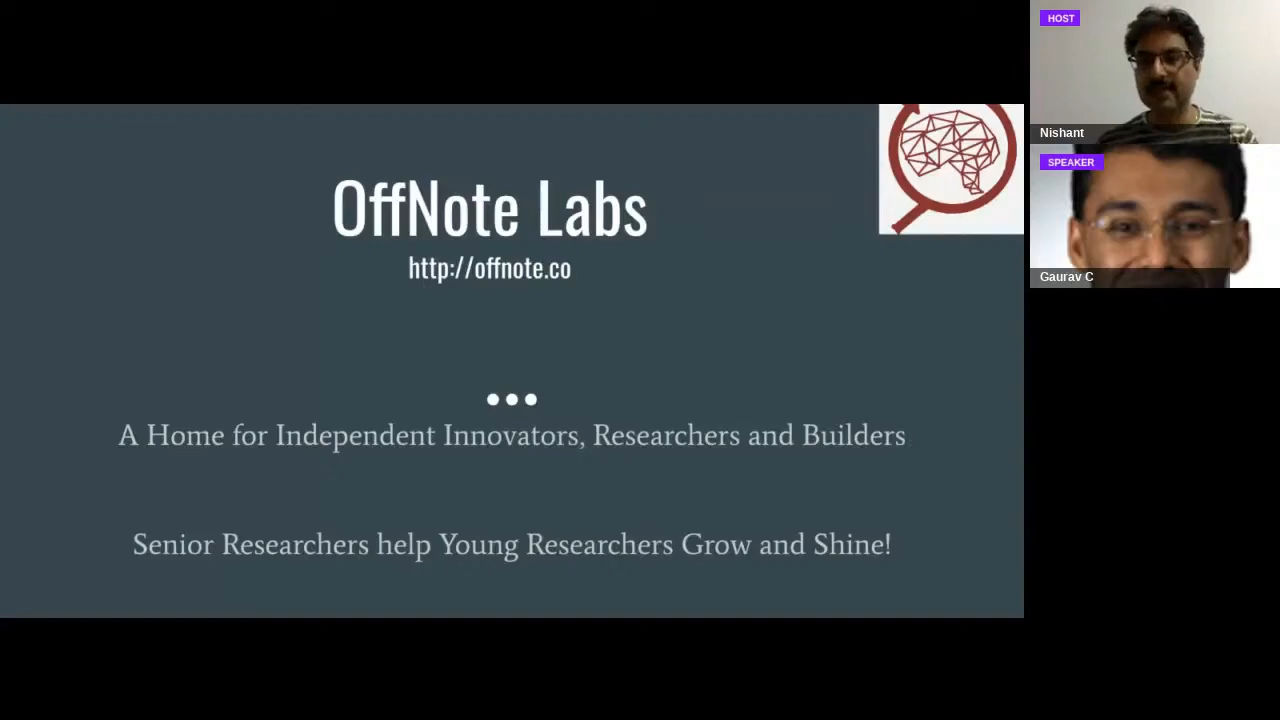 OffNote Labs
http://offnote.co
A Home for Independent Innovators, Researchers and Builders
Senior Researchers help Young Researchers Grow and Shine!
HOST
Nishant
SPEAKER
Gaurav C